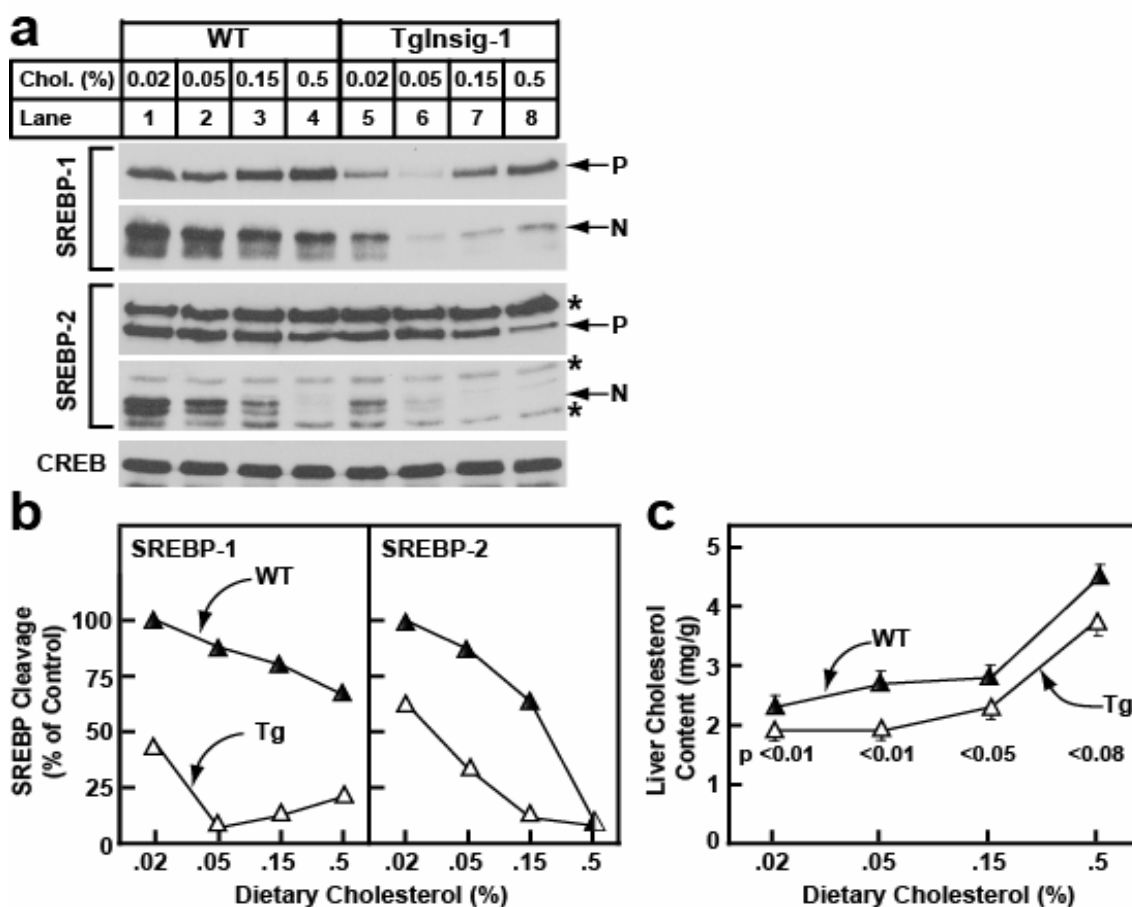 a
WT TgInsig-1
Chol. (%) 0.02 0.05 0.15 0.5 0.02 0.05 0.15 0.5
Lane 1 2 3 4 5 6 7 8
SREBP-1
P
N
SREBP-2
*
P
*
N
*
CREB
b
SREBP-1 SREBP-2
WT
Tg
SREBP Cleavage
(% of Control)
100
75
50
25
0
.02 .05 .15 .5 .02 .05 .15 .5
Dietary Cholesterol (%)
c
Liver Cholesterol
Content (mg/g)
5
4
3
2
1
0
WT
Tg
p <0.01 <0.01 <0.05 <0.08
.02 .05 .15 .5
Dietary Cholesterol (%)